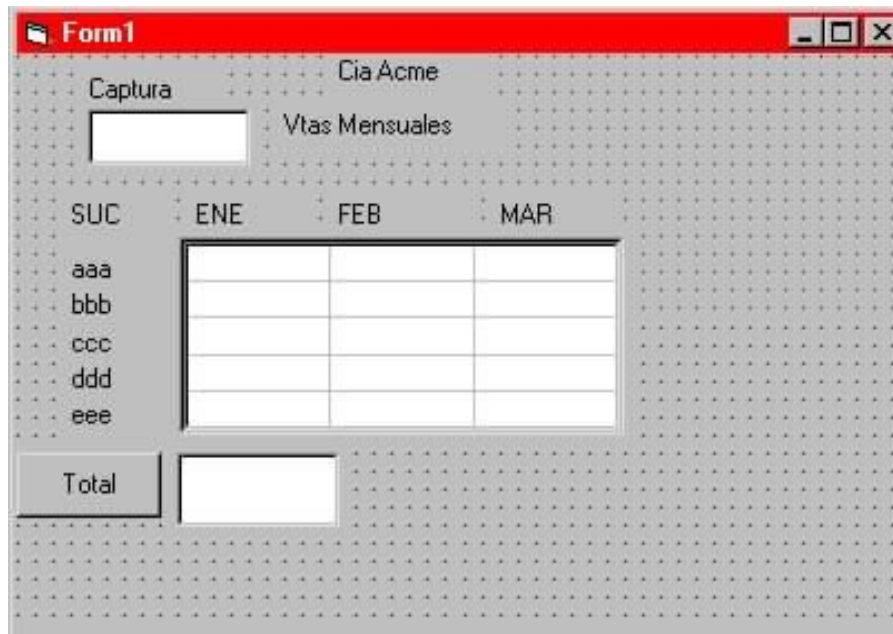 Form1
Cia Acme
Captura
Vtas Mensuales
SUC ENE FEB MAR
aaa
bbb
ccc
ddd
eee
Total